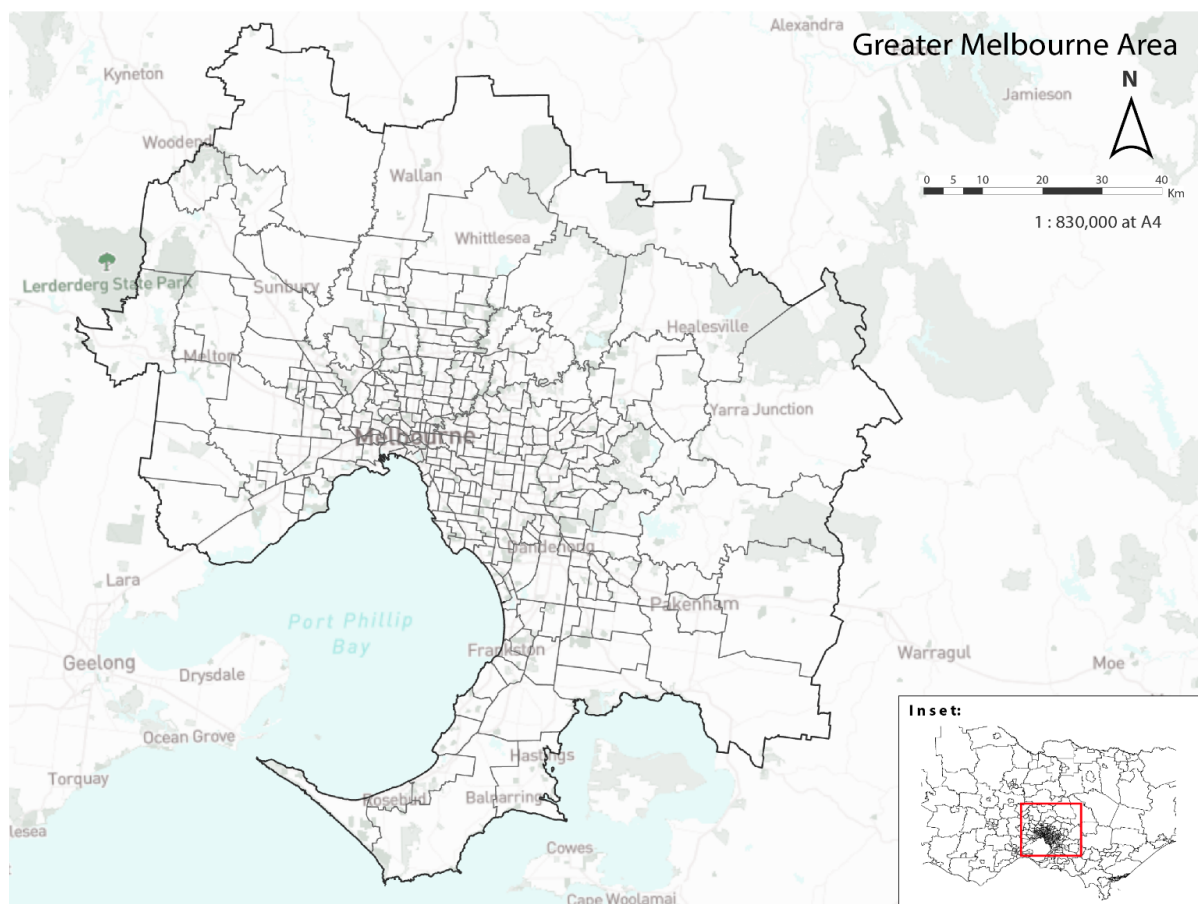 Alexandra
Greater Melbourne Area
Kyneton
N
Jamieson
Woodend
Wallan
0 5 10 20 30 40
Km
1 : 830,000 at A4
Whittlesea
Lerderderg State Park
Sunbury
Healesville
Melton
Yarra Junction
Melbourne
Dandenong
Lara
Pakenham
Port Phillip
Bay
Frankston
Warragul
Geelong
Moe
Drysdale
Inset:
Ocean Grove
Hastings
Torquay
Rosebud
Balnarring
lesea
Cowes
Cape Woolamai